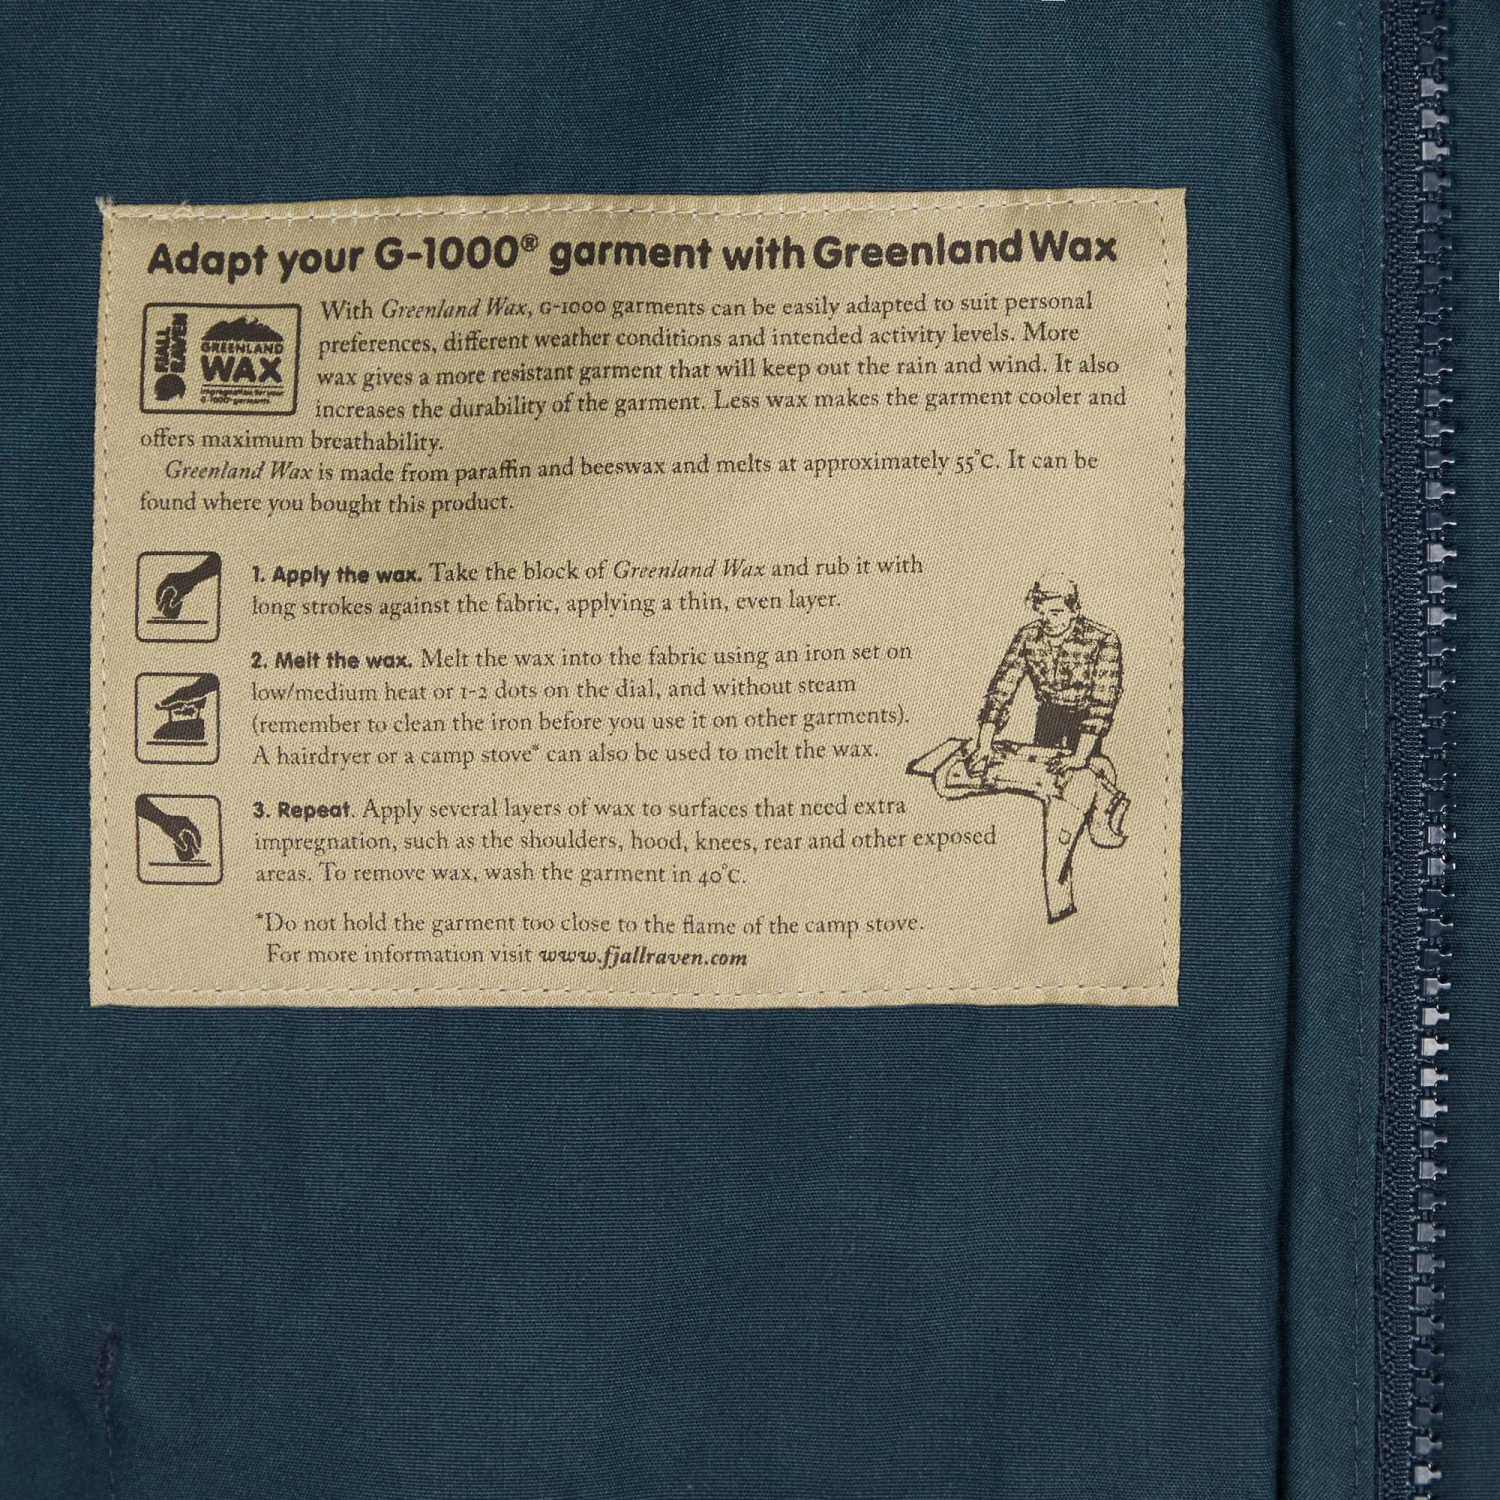 Adapt your G-1000® garment with Greenland Wax
FJÄLL
RÄVEN
GREENLAND
WAX
impregnation for your
G-1000® garments
With Greenland Wax, G-1000 garments can be easily adapted to suit personal
preferences, different weather conditions and intended activity levels. More
wax gives a more resistant garment that will keep out the rain and wind. It also
increases the durability of the garment. Less wax makes the garment cooler and
offers maximum breathability.
Greenland Wax is made from paraffin and beeswax and melts at approximately 55°C. It can be
found where you bought this product.
1. Apply the wax. Take the block of Greenland Wax and rub it with
long strokes against the fabric, applying a thin, even layer.
2. Melt the wax. Melt the wax into the fabric using an iron set on
low/medium heat or 1-2 dots on the dial, and without steam
(remember to clean the iron before you use it on other garments).
A hairdryer or a camp stove* can also be used to melt the wax.
3. Repeat. Apply several layers of wax to surfaces that need extra
impregnation, such as the shoulders, hood, knees, rear and other exposed
areas. To remove wax, wash the garment in 40°C.
*Do not hold the garment too close to the flame of the camp stove.
For more information visit www.fjallraven.com